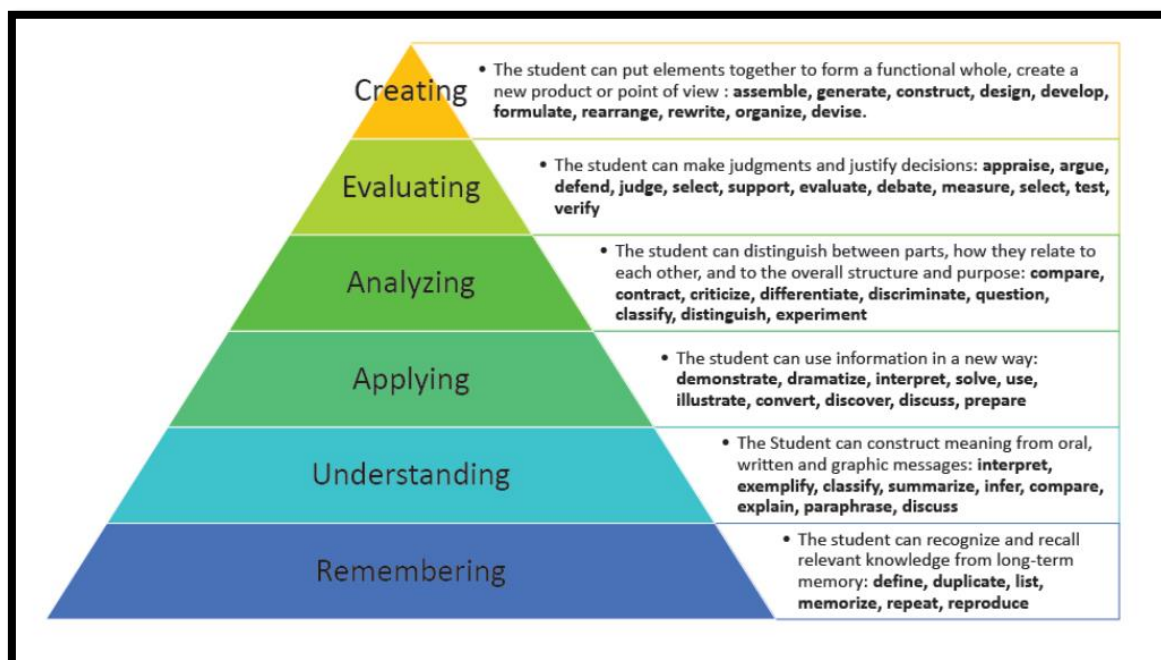 Creating
• The student can put elements together to form a functional whole, create a
new product or point of view : assemble, generate, construct, design, develop,
formulate, rearrange, rewrite, organize, devise.
Evaluating
• The student can make judgments and justify decisions: appraise, argue,
defend, judge, select, support, evaluate, debate, measure, select, test,
verify
Analyzing
• The student can distinguish between parts, how they relate to
each other, and to the overall structure and purpose: compare,
contract, criticize, differentiate, discriminate, question,
classify, distinguish, experiment
Applying
• The student can use information in a new way:
demonstrate, dramatize, interpret, solve, use,
illustrate, convert, discover, discuss, prepare
Understanding
• The Student can construct meaning from oral,
written and graphic messages: interpret,
exemplify, classify, summarize, infer, compare,
explain, paraphrase, discuss
Remembering
• The student can recognize and recall
relevant knowledge from long-term
memory: define, duplicate, list,
memorize, repeat, reproduce